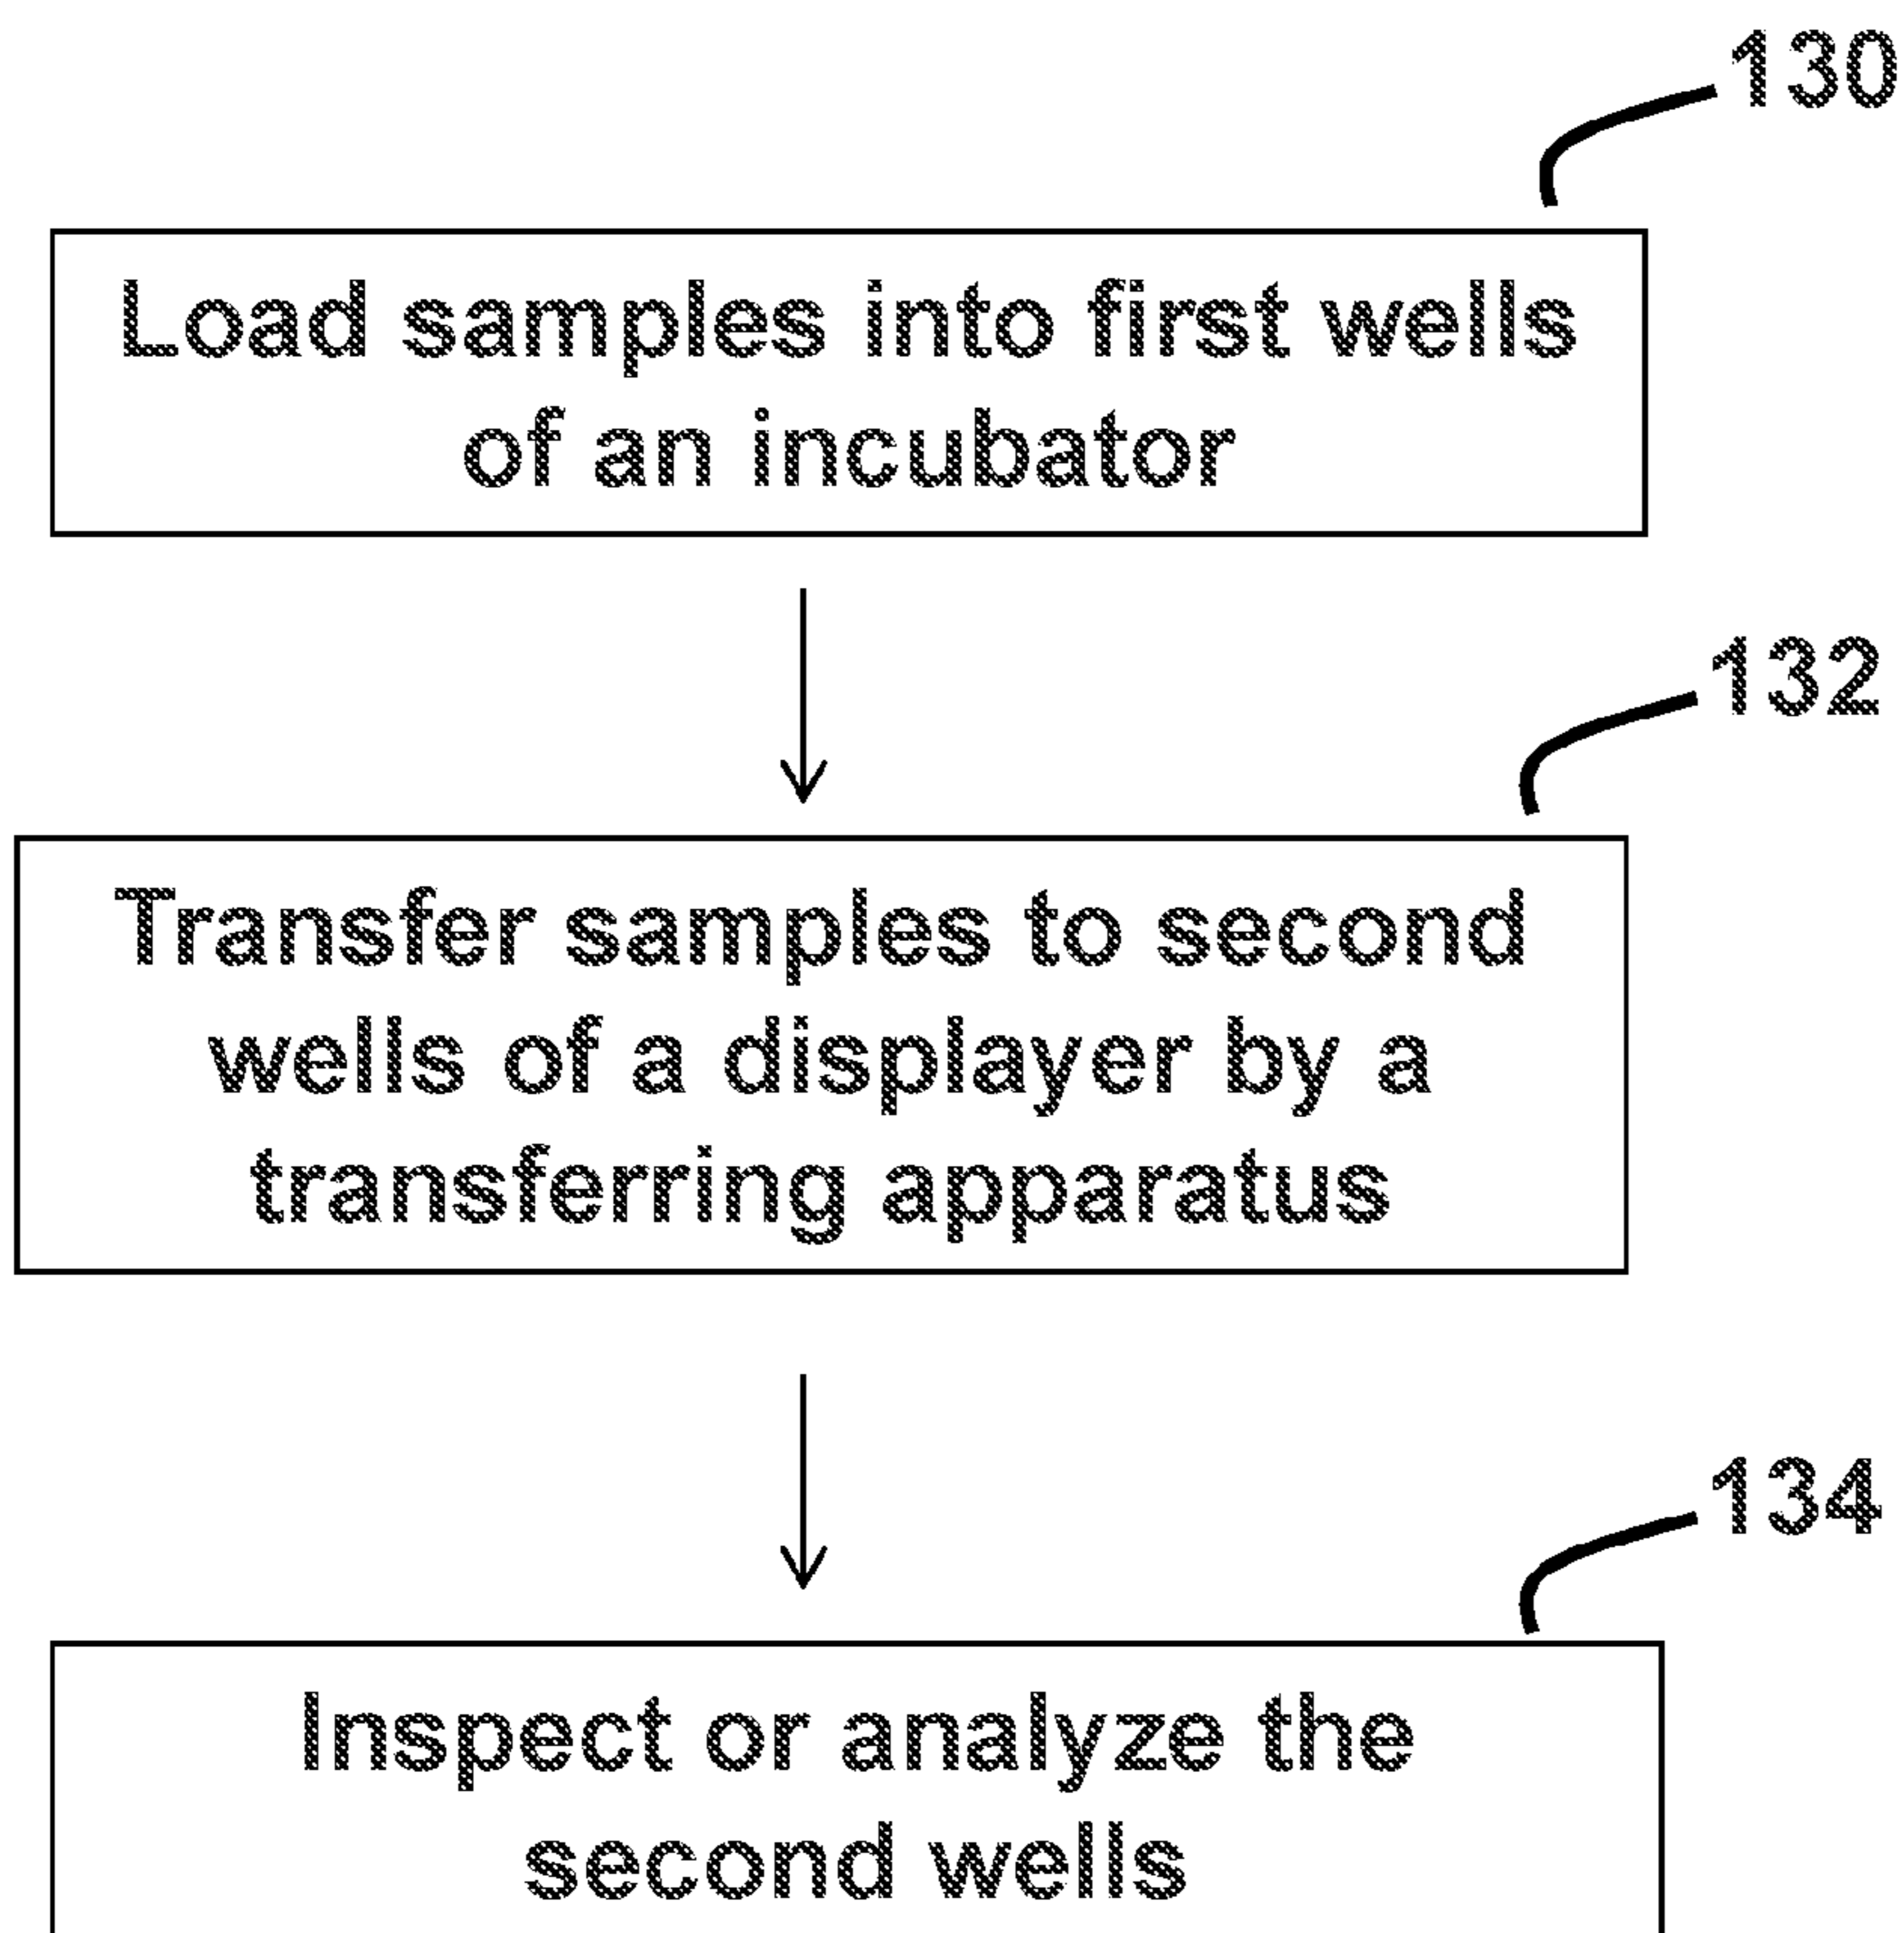 130
Load samples into first wells
of an incubator
132
Transfer samples to second
wells of a displayer by a
transferring apparatus
134
Inspect or analyze the
second wells